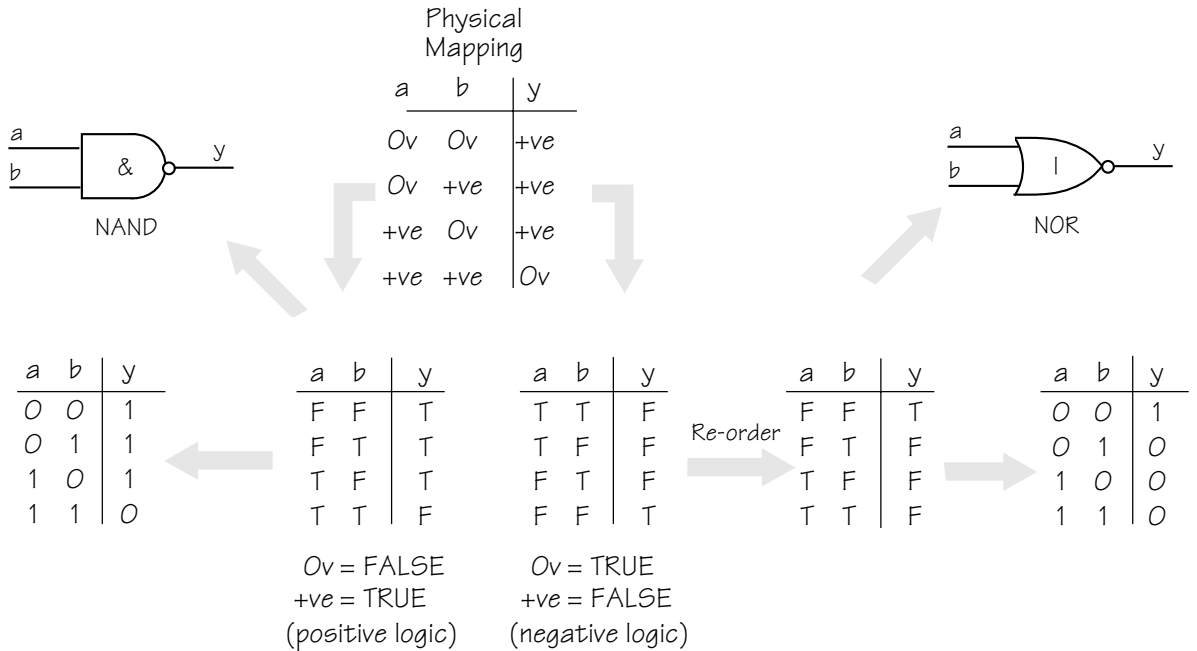 Physical
Mapping
a b y
0v 0v +ve
0v +ve +ve
+ve 0v +ve
+ve +ve 0v
a
b
&
y
NAND
a
b
|
y
NOR
a b y
0 0 1
0 1 1
1 0 1
1 1 0
a b y
F F T
F T T
T F T
T T F
0v = FALSE
+ve = TRUE
(positive logic)
a b y
T T F
T F F
F T F
F F T
0v = TRUE
+ve = FALSE
(negative logic)
Re-order
a b y
F F T
F T F
T F F
T T F
a b y
0 0 1
0 1 0
1 0 0
1 1 0